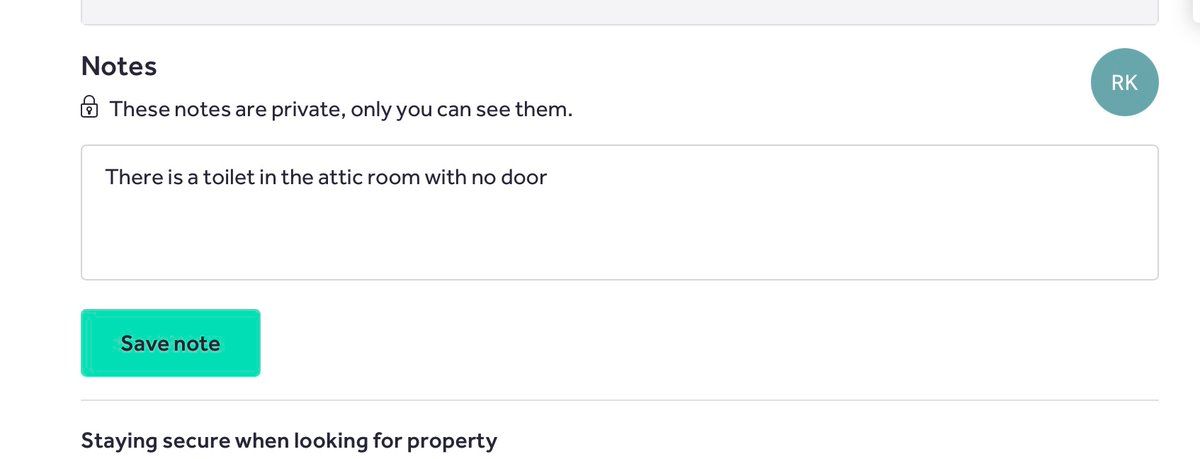 Notes
RK
These notes are private, only you can see them.
There is a toilet in the attic room with no door
Save note
Staying secure when looking for property